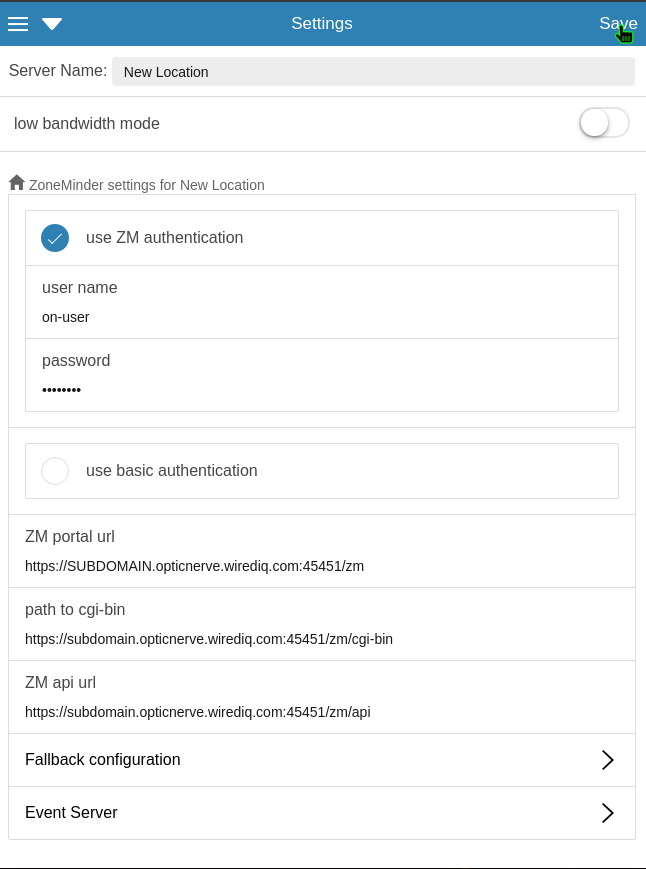 Settings
Save
Server Name: New Location
low bandwidth mode
ZoneMinder settings for New Location
use ZM authentication
user name
on-user
password
••••••••
use basic authentication
ZM portal url
https://SUBDOMAIN.opticnerve.wirediq.com:45451/zm
path to cgi-bin
https://subdomain.opticnerve.wirediq.com:45451/zm/cgi-bin
ZM api url
https://subdomain.opticnerve.wirediq.com:45451/zm/api
Fallback configuration
Event Server